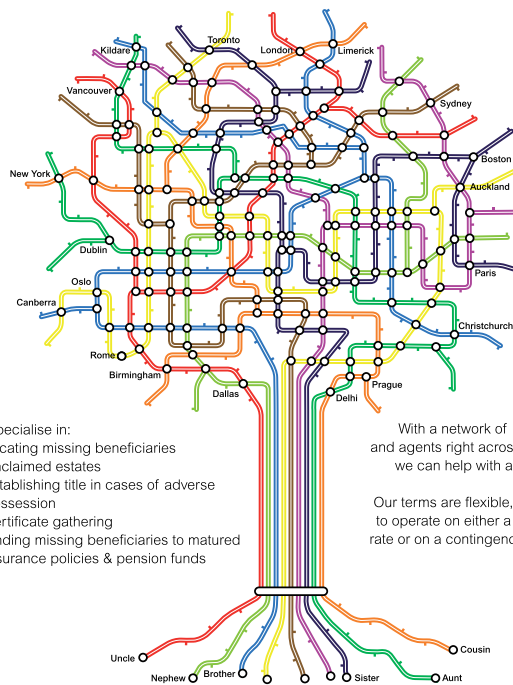 Toronto
Kildare
London
Limerick
Vancouver
Sydney
Boston
New York
Auckland
Dublin
Oslo
Paris
Canberra
Christchurch
Rome
Birmingham
Prague
Dallas
Delhi
pecialise in:
cating missing beneficiaries
nclaimed estates
tablishing title in cases of adverse
ssession
ertificate gathering
nding missing beneficiaries to matured
surance policies & pension funds
With a network of
and agents right across
we can help with a
Our terms are flexible,
to operate on either a
rate or on a contingenc
Uncle
Nephew
Brother
Sister
Aunt
Cousin